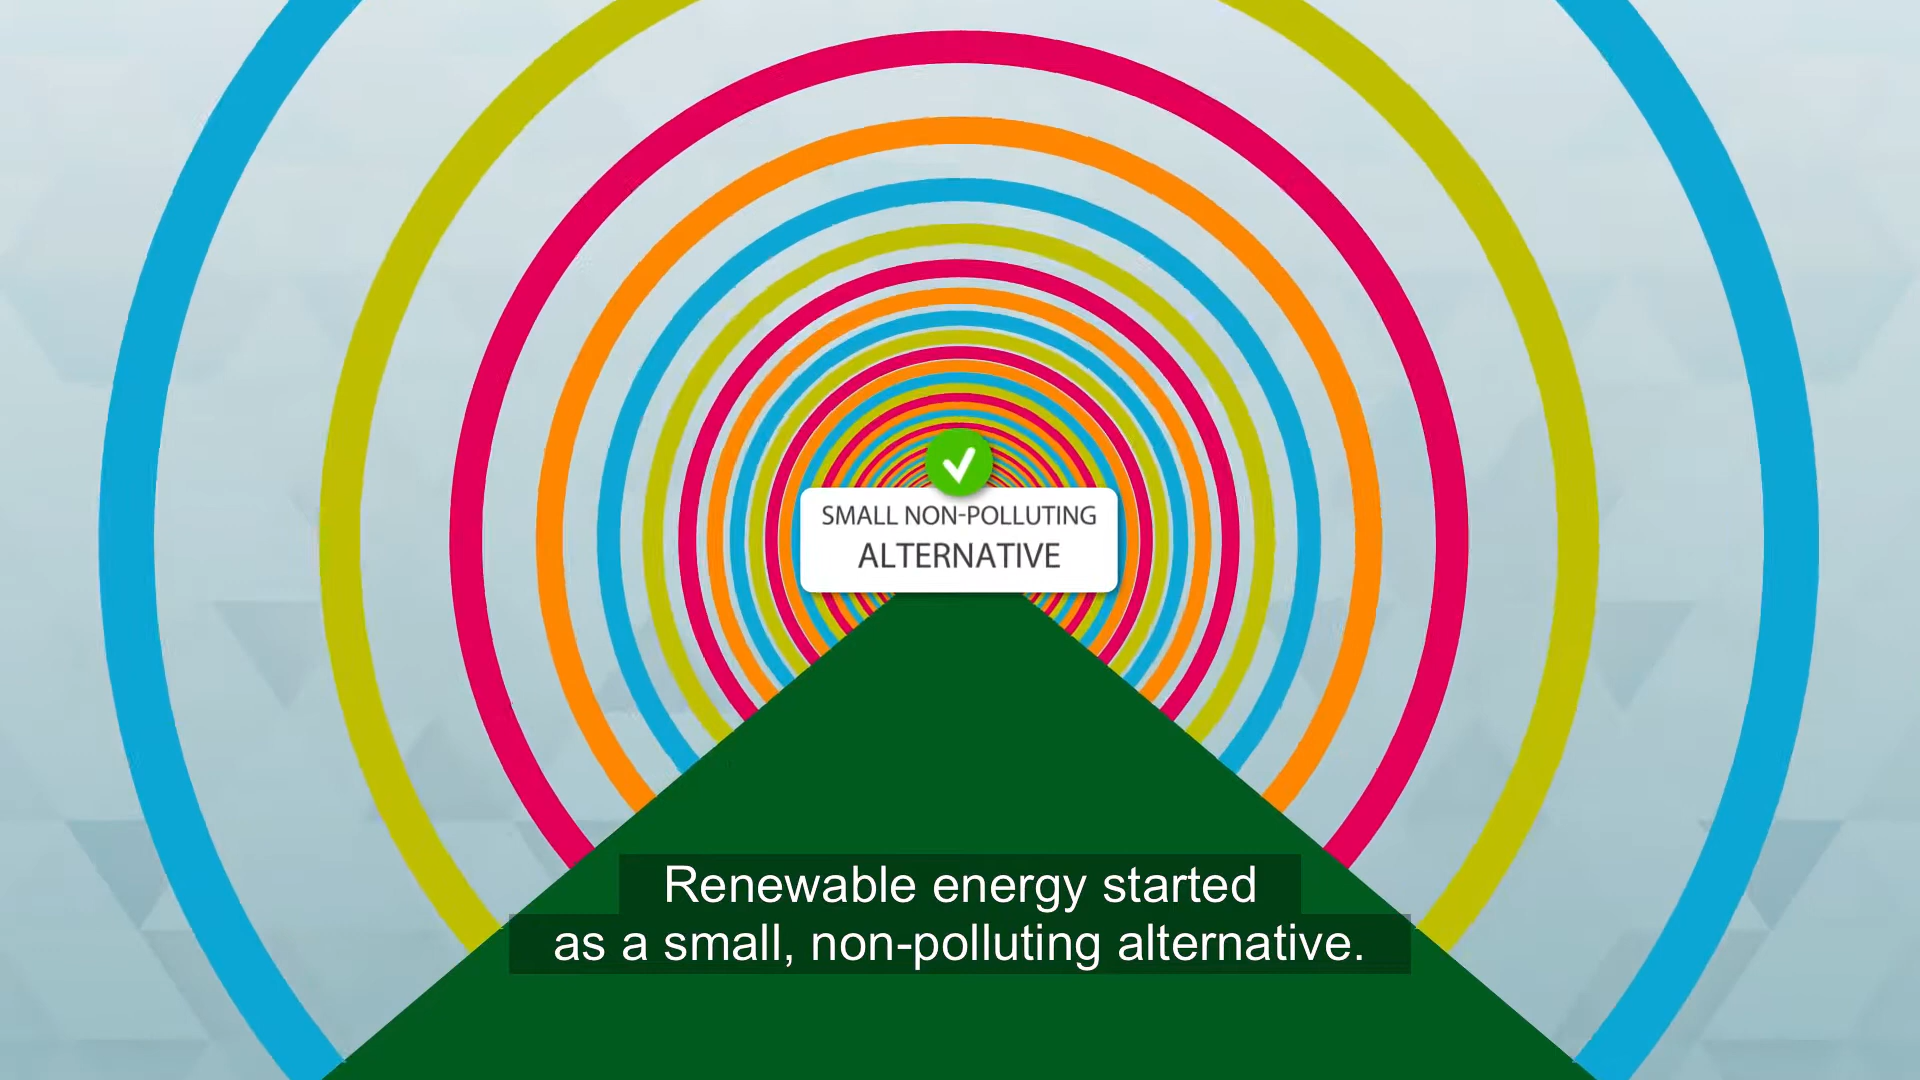 SMALL NON-POLLUTING
ALTERNATIVE
Renewable energy started
as a small, non-polluting alternative.